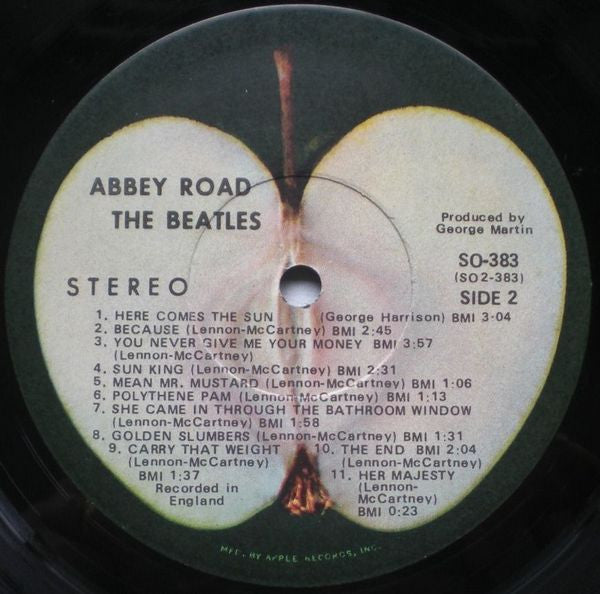 ABBEY ROAD
THE BEATLES
Produced by
George Martin
STEREO
SO-383
(SO2-383)
SIDE 2
1. HERE COMES THE SUN (George Harrison) BMI 3:04
2. BECAUSE (Lennon-McCartney) BMI 2:45
3. YOU NEVER GIVE ME YOUR MONEY BMI 3:57
(Lennon-McCartney)
4. SUN KING (Lennon-McCartney) BMI 2:31
5. MEAN MR. MUSTARD (Lennon-McCartney) BMI 1:06
6. POLYTHENE PAM (Lennon-McCartney) BMI 1:13
7. SHE CAME IN THROUGH THE BATHROOM WINDOW
(Lennon-McCartney) BMI 1:58
8. GOLDEN SLUMBERS (Lennon-McCartney) BMI 1:31
9. CARRY THAT WEIGHT
(Lennon-McCartney)
BMI 1:37
10. THE END BMI 2:04
(Lennon-McCartney)
11. HER MAJESTY
(Lennon-
McCartney)
BMI 0:23
Recorded in
England
MFD. BY APPLE RECORDS, INC.